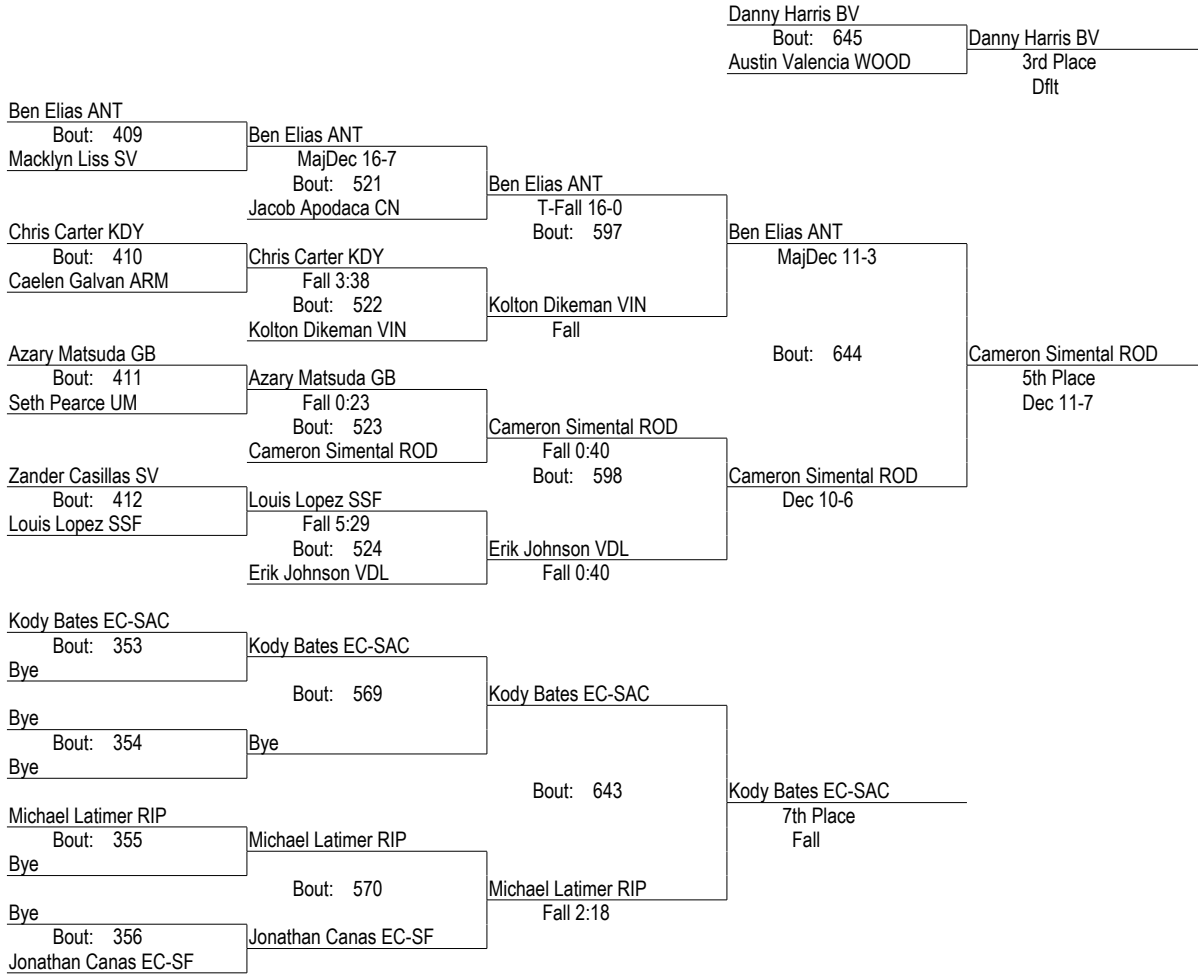 Danny Harris BV
Bout: 645
Danny Harris BV
Austin Valencia WOOD
3rd Place
Dflt
Ben Elias ANT
Bout: 409
Ben Elias ANT
Macklyn Liss SV
MajDec 16-7
Bout: 521
Ben Elias ANT
Jacob Apodaca CN
T-Fall 16-0
Chris Carter KDY
Bout: 597
Ben Elias ANT
Bout: 410
Chris Carter KDY
MajDec 11-3
Caelen Galvan ARM
Fall 3:38
Bout: 522
Kolton Dikeman VIN
Kolton Dikeman VIN
Fall
Azary Matsuda GB
Bout: 644
Cameron Simental ROD
Bout: 411
Azary Matsuda GB
5th Place
Seth Pearce UM
Fall 0:23
Dec 11-7
Bout: 523
Cameron Simental ROD
Cameron Simental ROD
Fall 0:40
Zander Casillas SV
Bout: 598
Cameron Simental ROD
Bout: 412
Louis Lopez SSF
Dec 10-6
Louis Lopez SSF
Fall 5:29
Bout: 524
Erik Johnson VDL
Erik Johnson VDL
Fall 0:40
Kody Bates EC-SAC
Bout: 353
Kody Bates EC-SAC
Bye
Bout: 569
Kody Bates EC-SAC
Bye
Bout: 354
Bye
Bye
Bout: 643
Kody Bates EC-SAC
Michael Latimer RIP
7th Place
Bout: 355
Michael Latimer RIP
Fall
Bye
Bout: 570
Michael Latimer RIP
Bye
Fall 2:18
Bout: 356
Jonathan Canas EC-SF
Jonathan Canas EC-SF